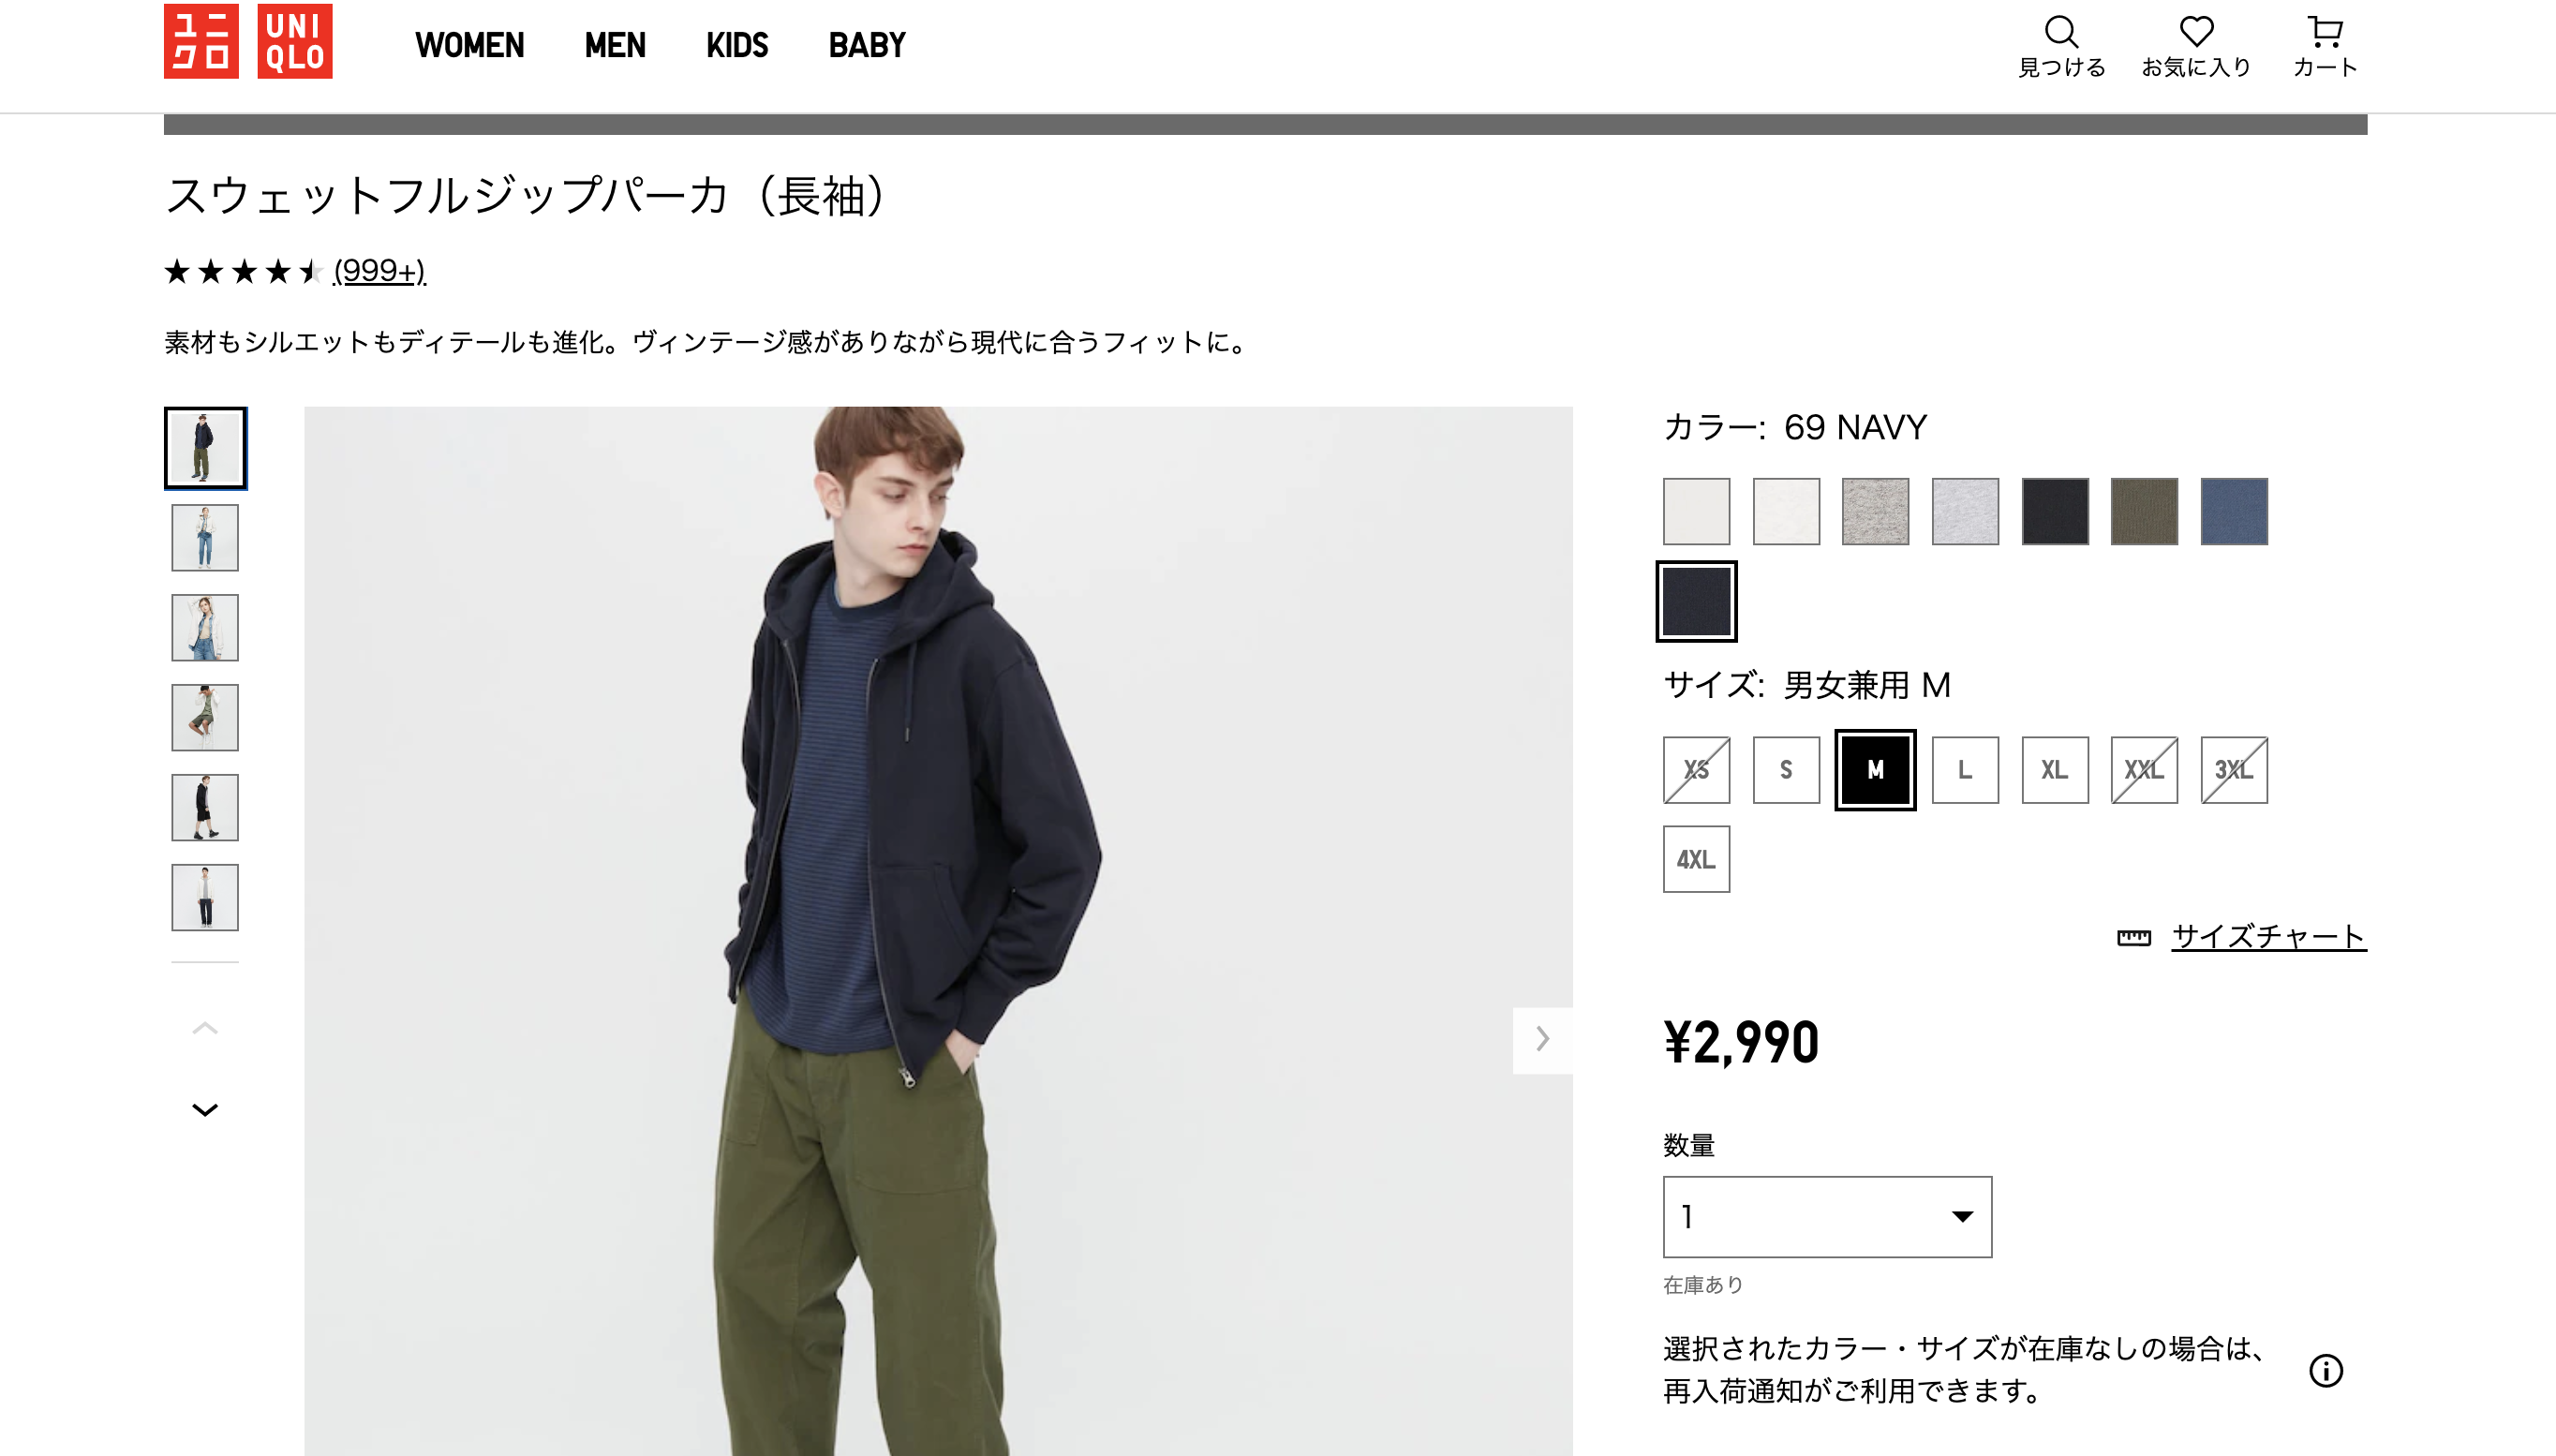 ユニクロ
UNIQLO
WOMEN MEN KIDS BABY
見つける お気に入り カート
スウェットフルジップパーカ（長袖）
(999+)
素材もシルエットもディテールも進化。ヴィンテージ感がありながら現代に合うフィットに。
カラー: 69 NAVY
サイズ: 男女兼用 M
XS S M L XL XXL 3XL
4XL
サイズチャート
¥2,990
数量
1
在庫あり
選択されたカラー・サイズが在庫なしの場合は、
再入荷通知がご利用できます。